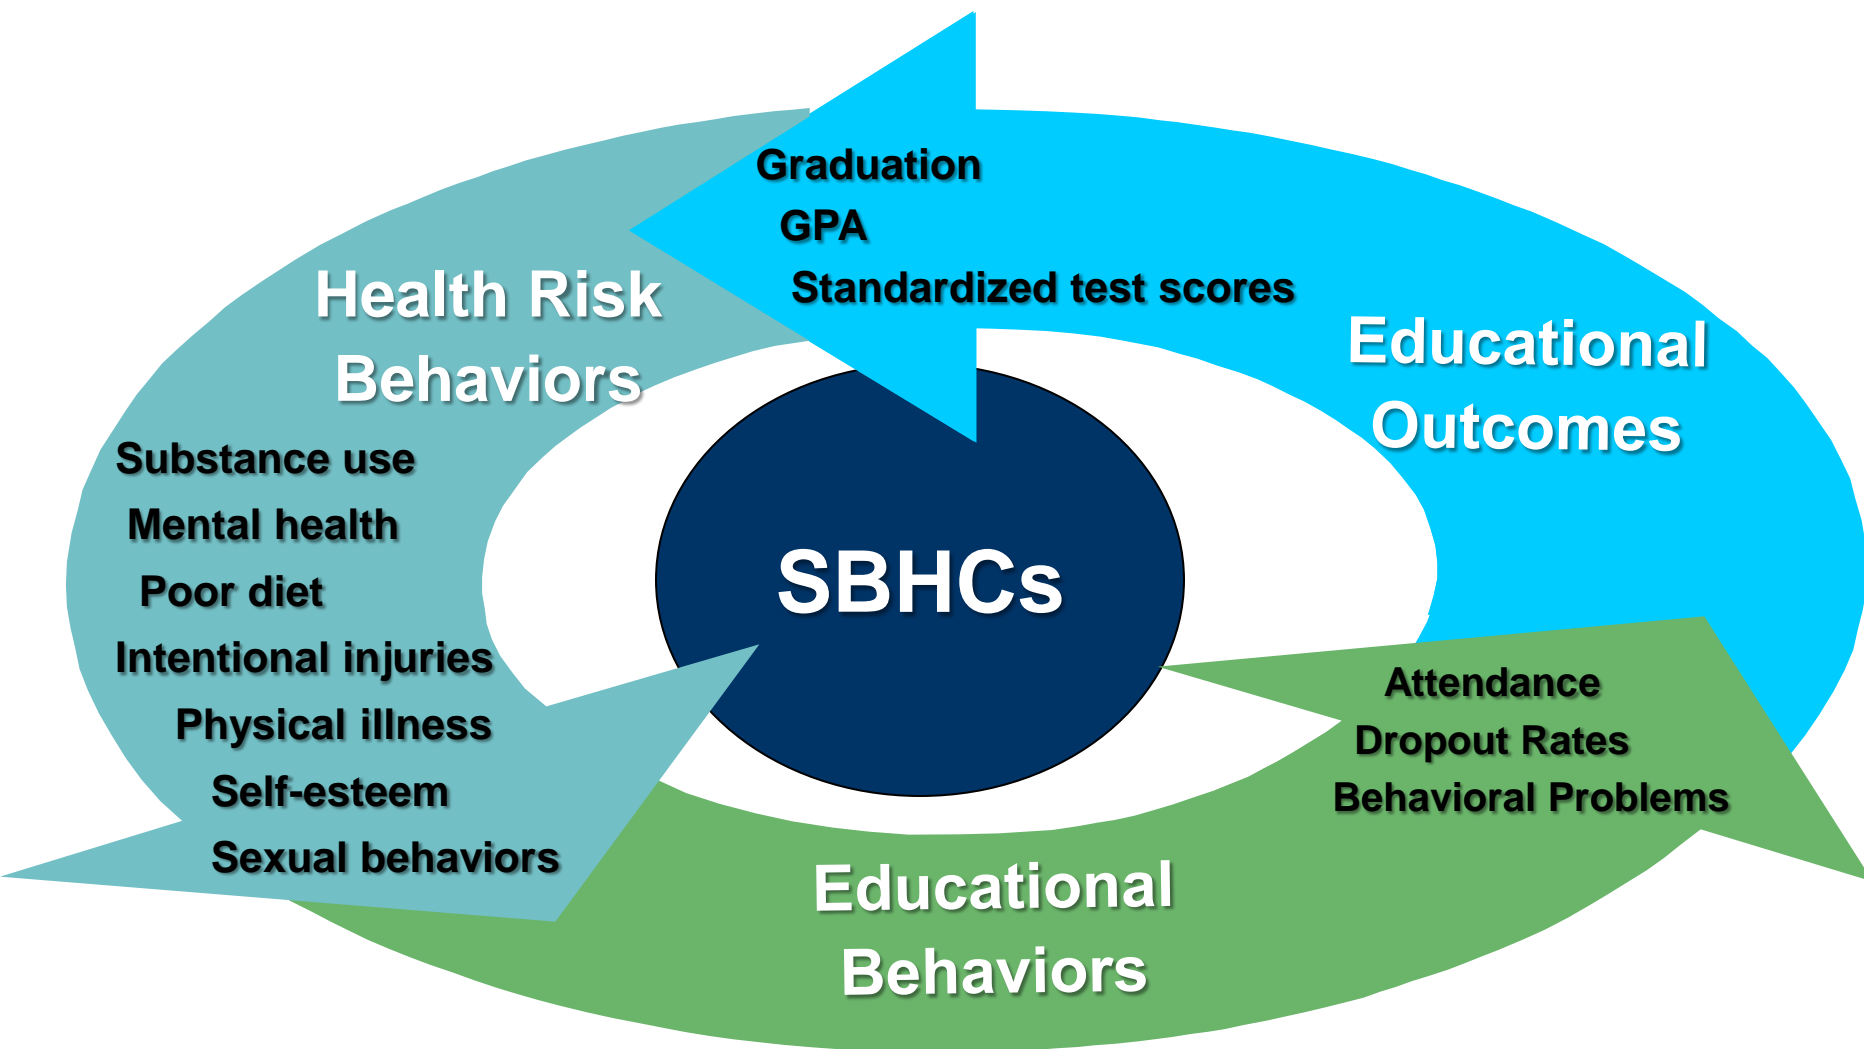 Graduation
GPA
Standardized test scores
Health Risk
Behaviors
Educational
Outcomes
Substance use
Mental health
Poor diet
Intentional injuries
Physical illness
Self-esteem
Sexual behaviors
SBHCs
Attendance
Dropout Rates
Behavioral Problems
Educational
Behaviors